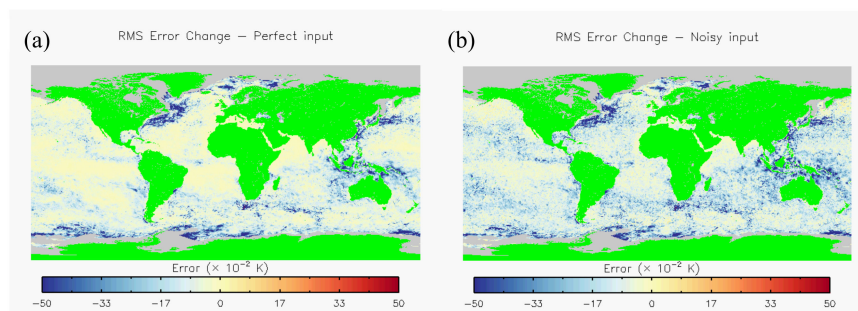 (a)
RMS Error Change − Perfect input
Error (× 10⁻² K)
−50 −33 −17 0 17 33 50
(b)
RMS Error Change − Noisy input
Error (× 10⁻² K)
−50 −33 −17 0 17 33 50